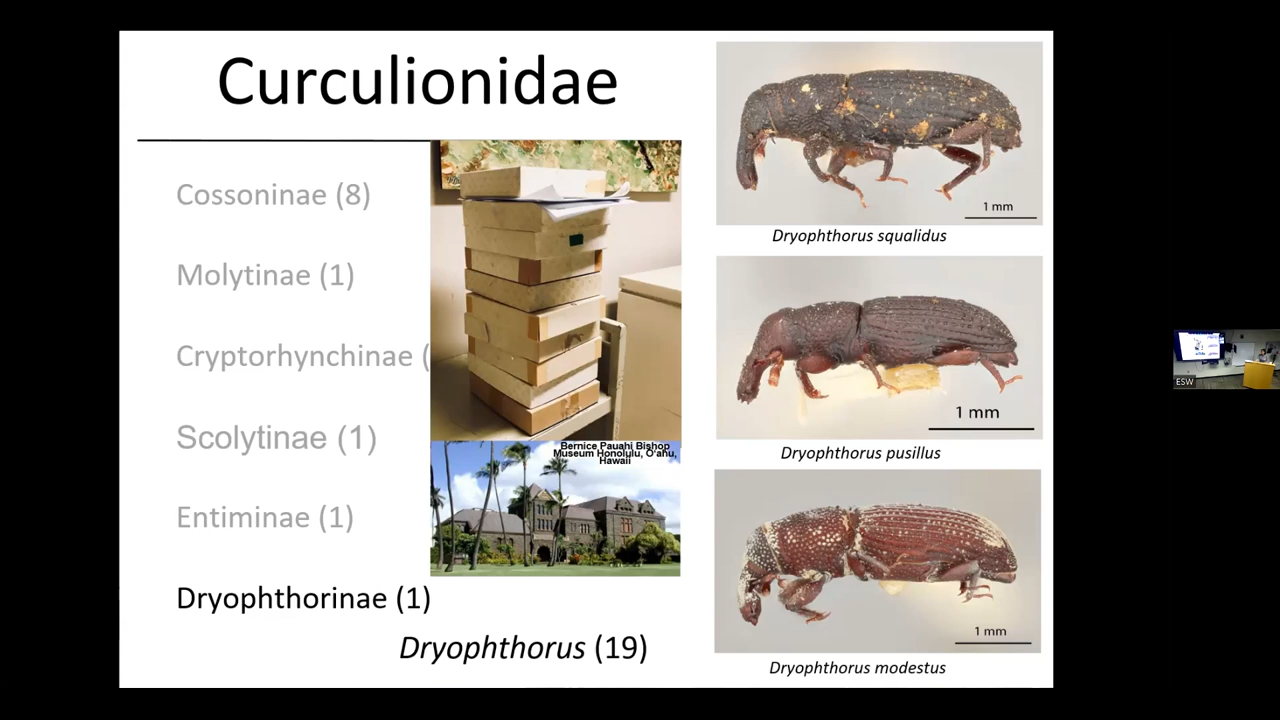 Curculionidae
Cossoninae (8)
Molytinae (1)
Cryptorhynchinae (
Scolytinae (1)
Entiminae (1)
Dryophthorinae (1)
Dryophthorus (19)
Bernice Pauahi Bishop
Museum Honolulu, O'ahu,
Hawaii
1 mm
Dryophthorus squalidus
1 mm
Dryophthorus pusillus
1 mm
Dryophthorus modestus
ESW